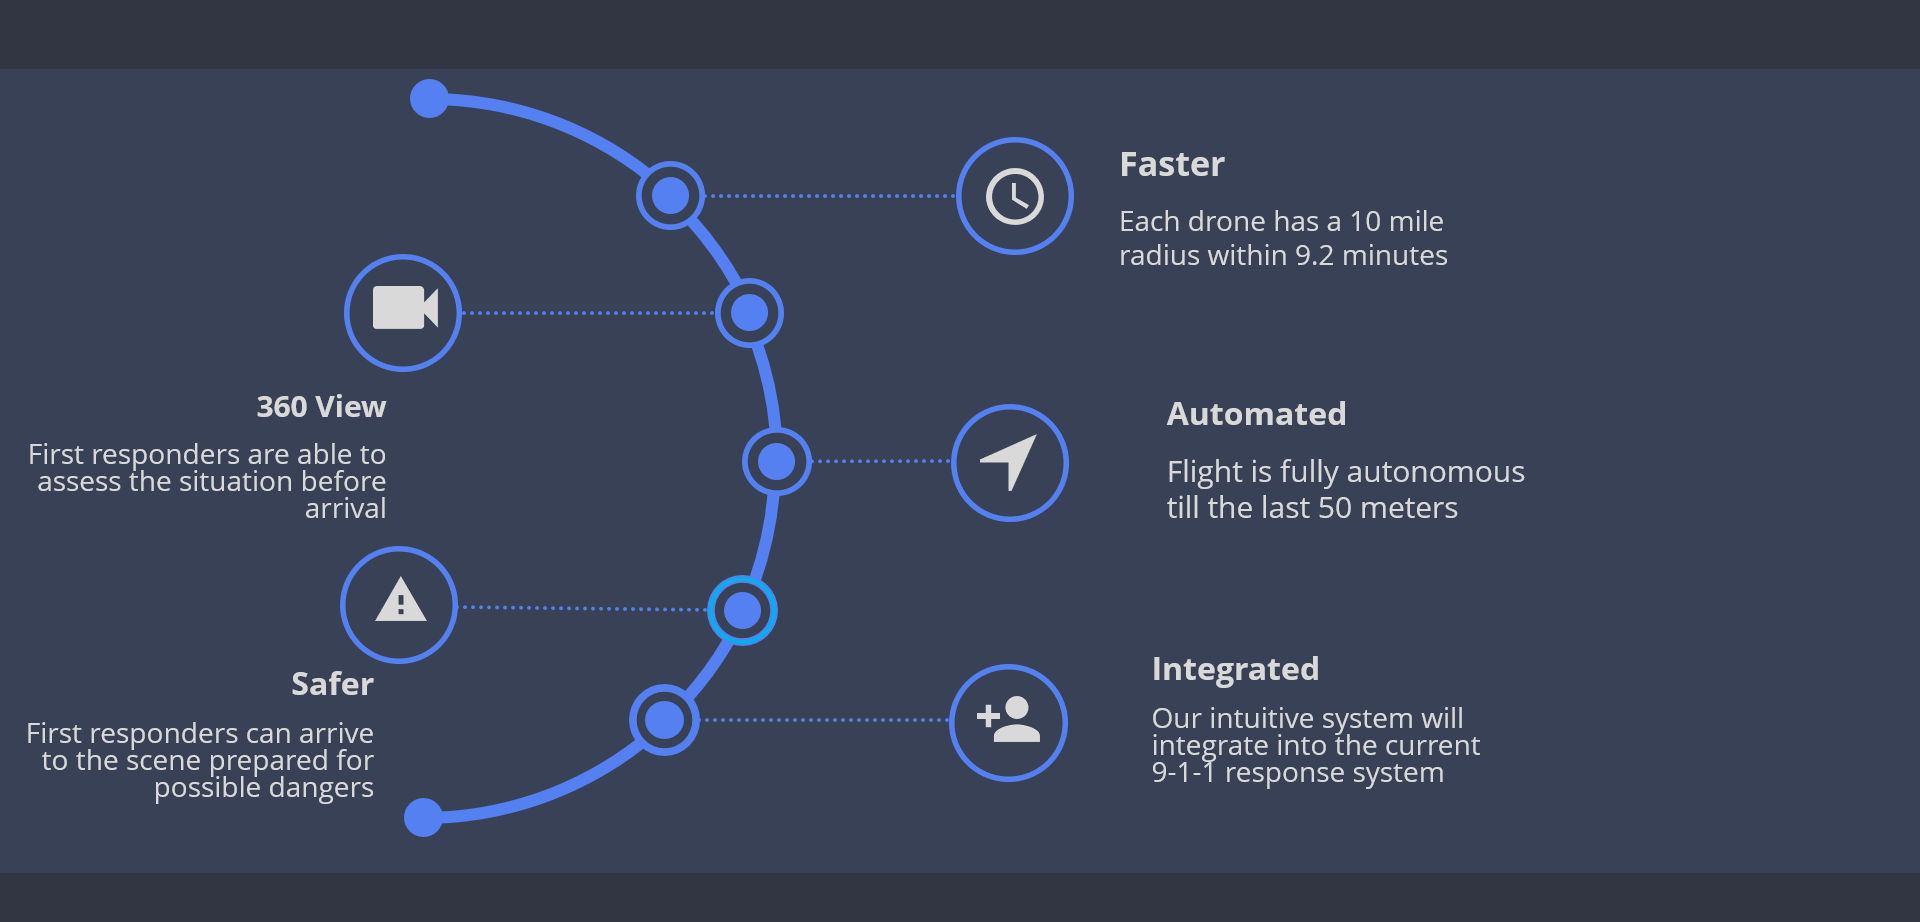 Faster
Each drone has a 10 mile
radius within 9.2 minutes
360 View
First responders are able to
assess the situation before
arrival
Automated
Flight is fully autonomous
till the last 50 meters
Safer
First responders can arrive
to the scene prepared for
possible dangers
Integrated
Our intuitive system will
integrate into the current
9-1-1 response system